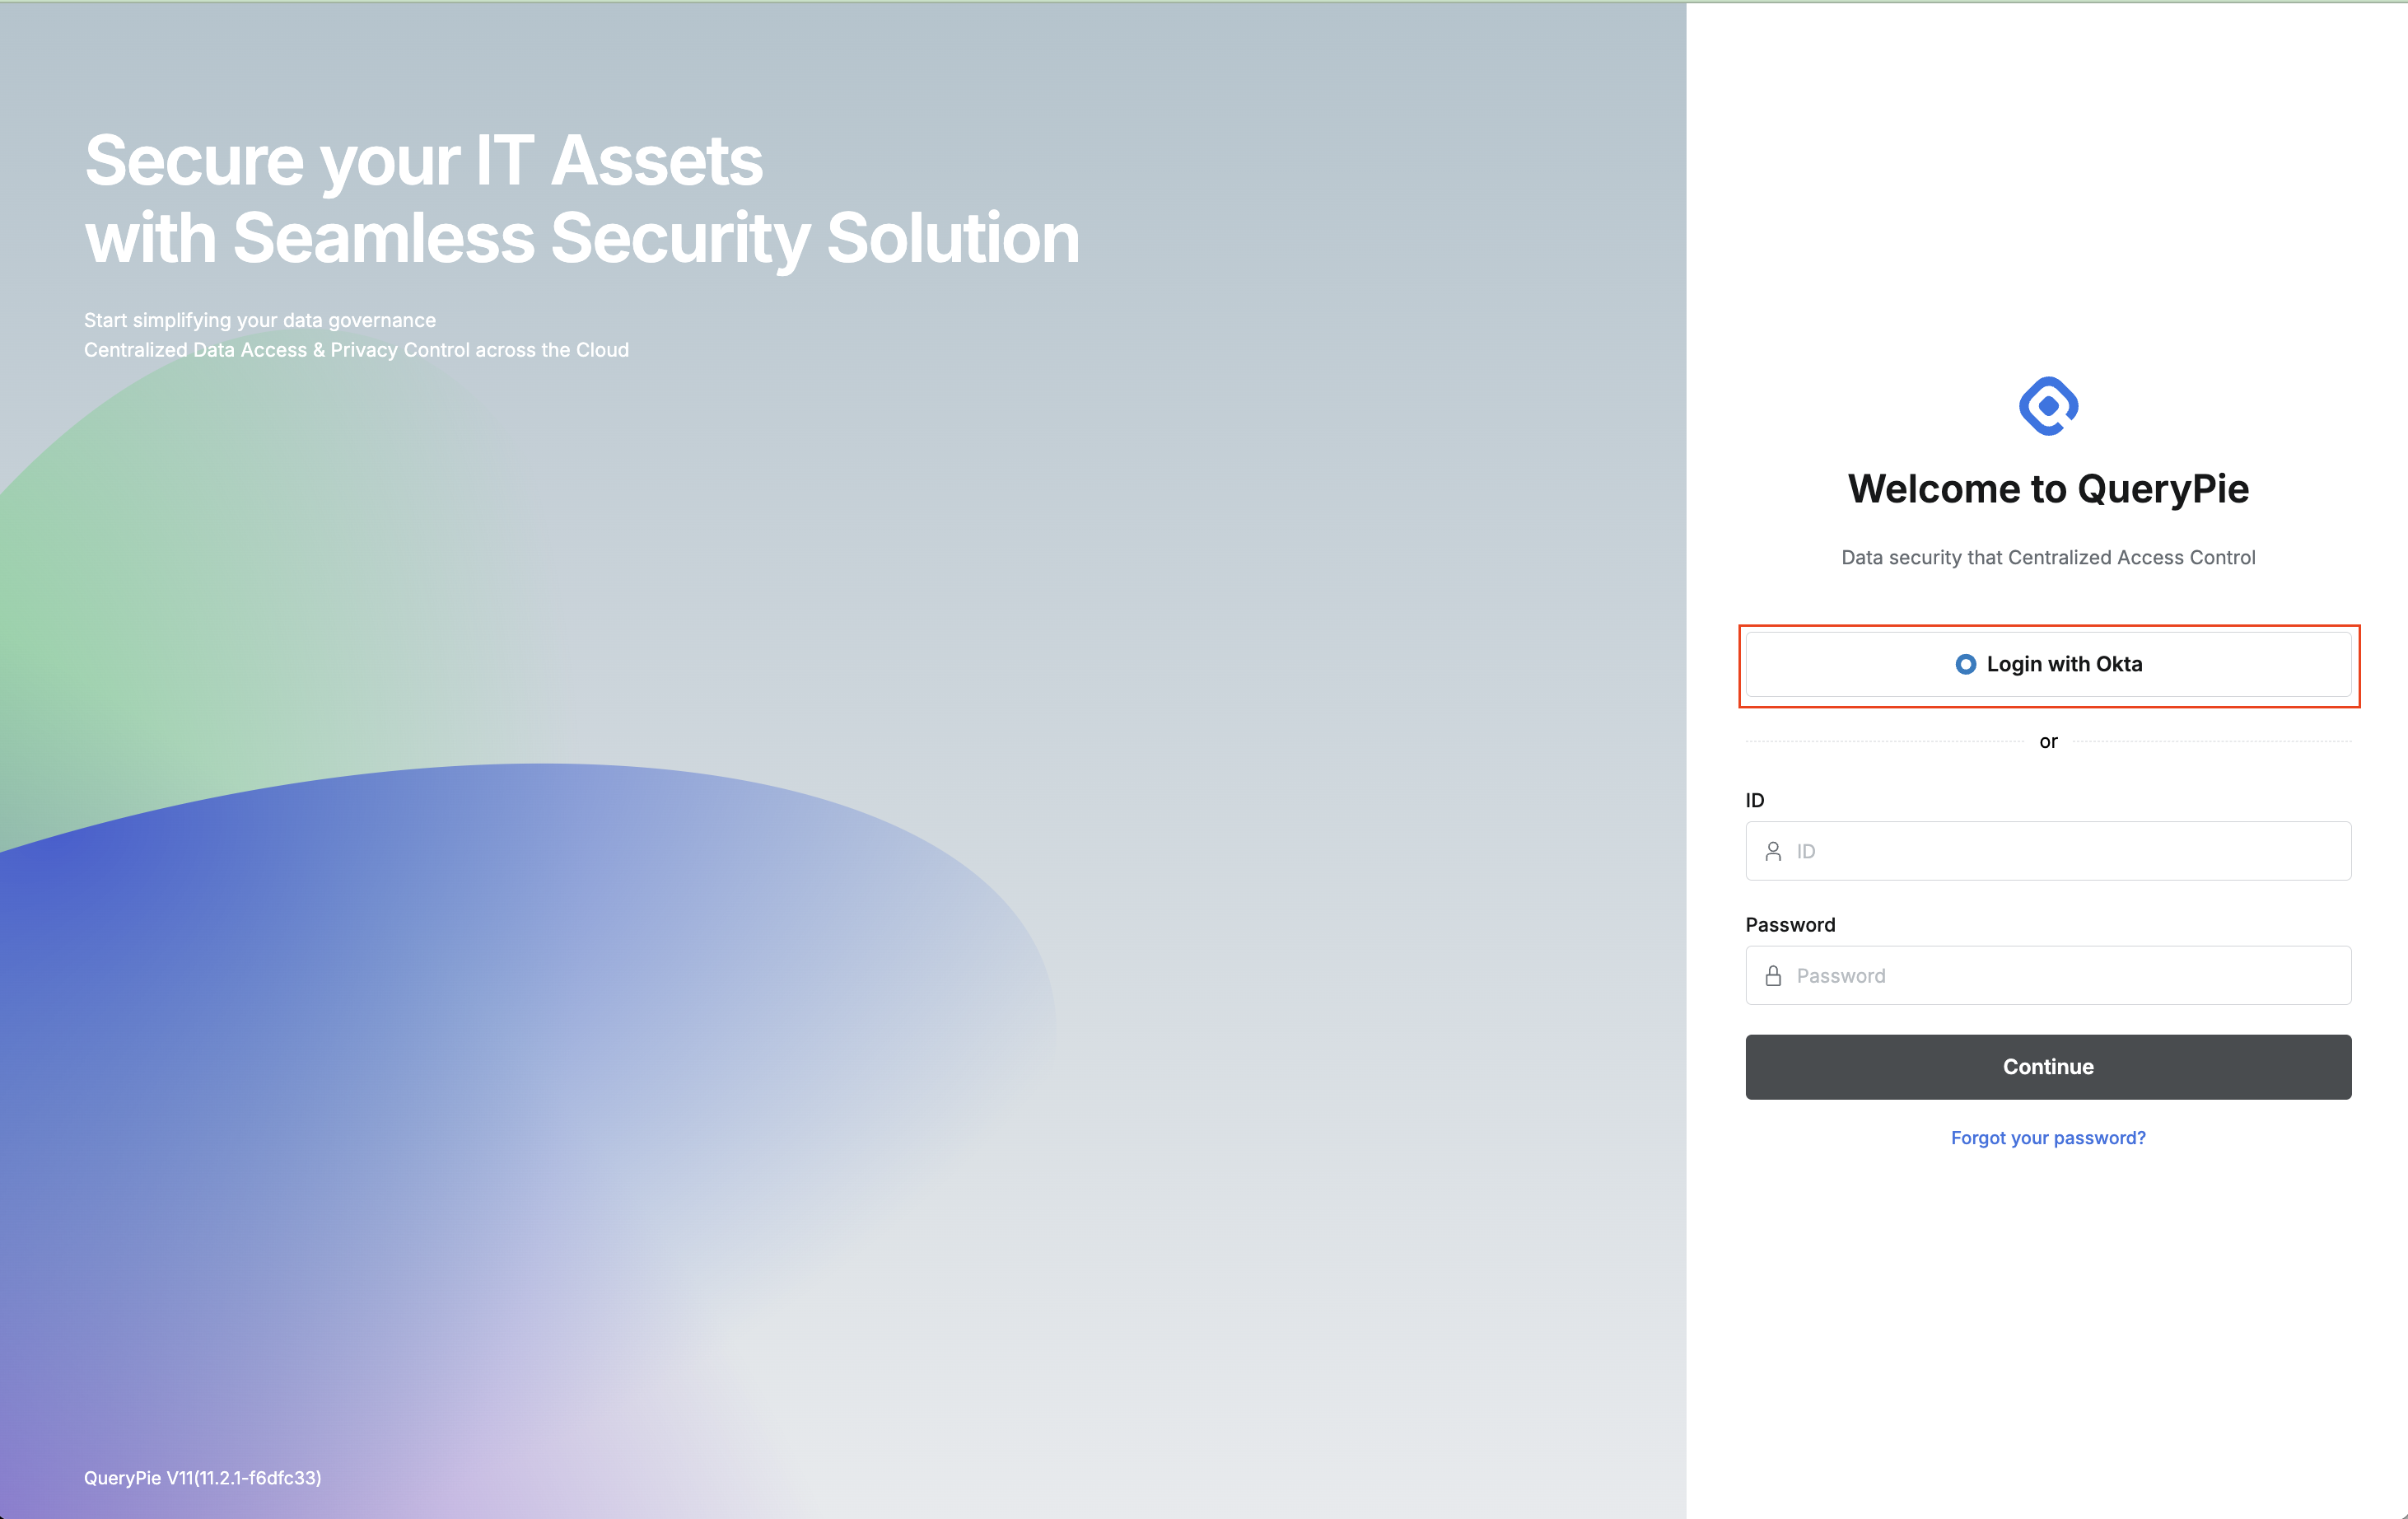 Secure your IT Assets
with Seamless Security Solution
Start simplifying your data governance
Centralized Data Access & Privacy Control across the Cloud
QueryPie V11(11.2.1-f6dfc33)
Welcome to QueryPie
Data security that Centralized Access Control
Login with Okta
or
ID
ID
Password
Password
Continue
Forgot your password?